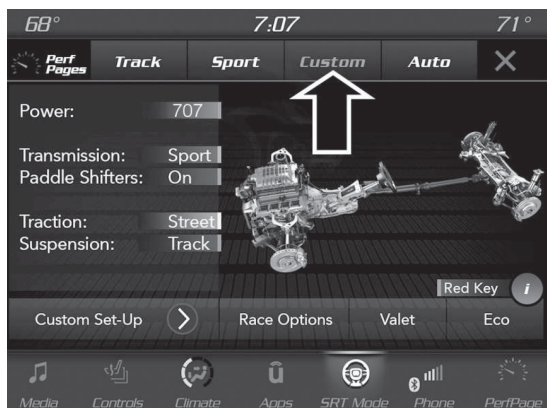 68° 7:07 71°
Perf Pages Track Sport Custom Auto X
Power: 707
Transmission: Sport
Paddle Shifters: On
Traction: Street
Suspension: Track
Red Key i
Custom Set-Up > Race Options Valet Eco
Media Controls Climate Apps SRT Mode Phone PerfPage